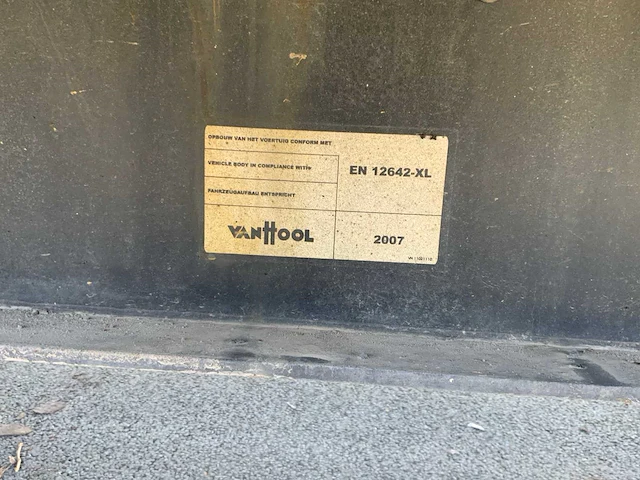 OPBOUW VAN HET VOERTUIG CONFORM MET
VEHICLE BODY IN COMPLIANCE WITH
FAHRZEUGAUFBAU ENTSPRICHT
EN 12642-XL
VANHOOL
2007